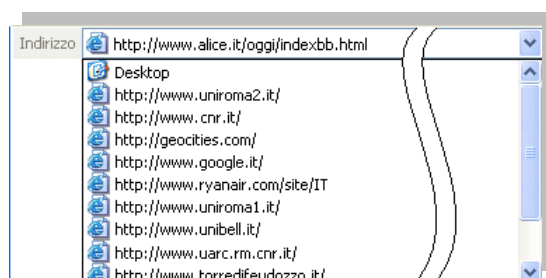 Indirizzo http://www.alice.it/oggi/indexbb.html
Desktop
http://www.uniroma2.it/
http://www.cnr.it/
http://geocities.com/
http://www.google.it/
http://www.ryanair.com/site/IT
http://www.uniroma1.it/
http://www.unibell.it/
http://www.uarc.rm.cnr.it/
http://www.torredifeudozzo.it/